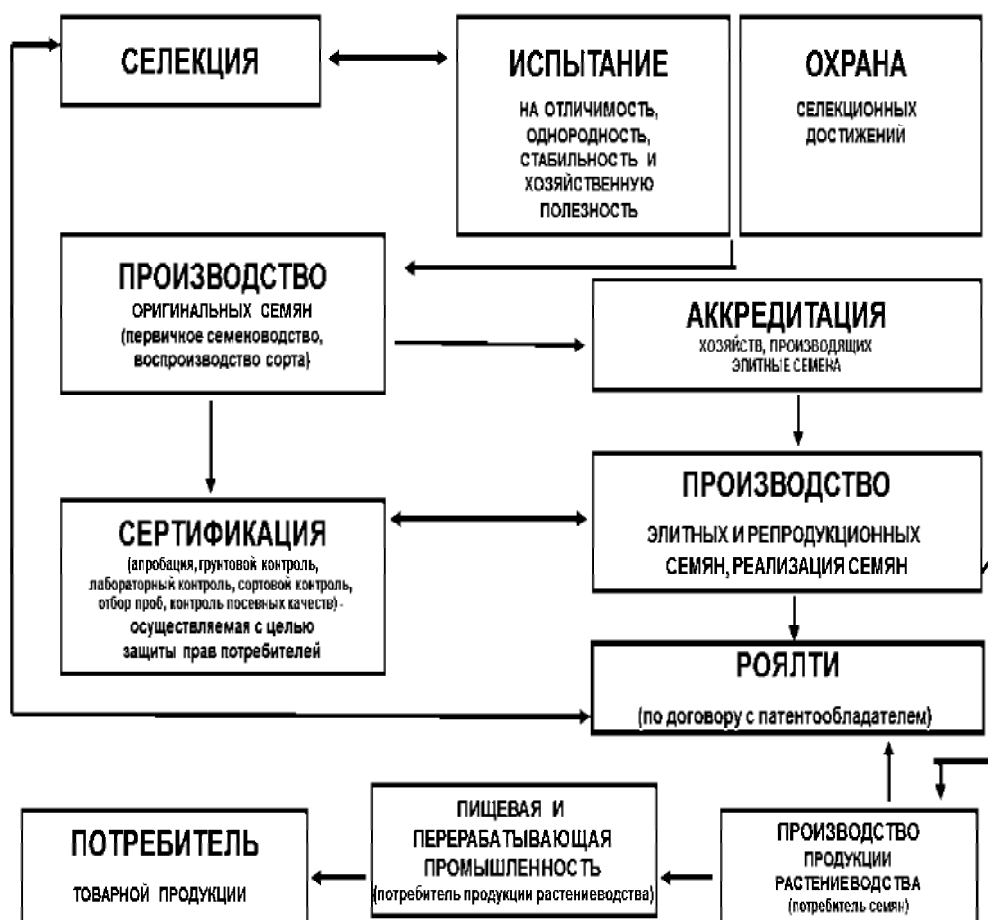 СЕЛЕКЦИЯ
ИСПЫТАНИЕ
НА ОТЛИЧИМОСТЬ,
ОДНОРОДНОСТЬ,
СТАБИЛЬНОСТЬ И
ХОЗЯЙСТВЕННУЮ
ПОЛЕЗНОСТЬ
ОХРАНА
СЕЛЕКЦИОННЫХ
ДОСТИЖЕНИЙ
ПРОИЗВОДСТВО
ОРИГИНАЛЬНЫХ СЕМЯН
(первичное семеноводство,
воспроизводство сорта)
АККРЕДИТАЦИЯ
ХОЗЯЙСТВ, ПРОИЗВОДЯЩИХ
ЭЛИТНЫЕ СЕМЕНА
СЕРТИФИКАЦИЯ
(апробация, грунтовой контроль,
лабораторный контроль, сортовой контроль,
отбор проб, контроль посевных качеств) -
осуществляемая с целью
защиты прав потребителей
ПРОИЗВОДСТВО
ЭЛИТНЫХ И РЕПРОДУКЦИОННЫХ
СЕМЯН, РЕАЛИЗАЦИЯ СЕМЯН
РОЯЛТИ
(по договору с патентообладателем)
ПОТРЕБИТЕЛЬ
ТОВАРНОЙ ПРОДУКЦИИ
ПИЩЕВАЯ И
ПЕРЕРАБАТЫВАЮЩАЯ
ПРОМЫШЛЕННОСТЬ
(потребитель продукции растениеводства)
ПРОИЗВОДСТВО
ПРОДУКЦИИ
РАСТЕНИЕВОДСТВА
(потребитель семян)